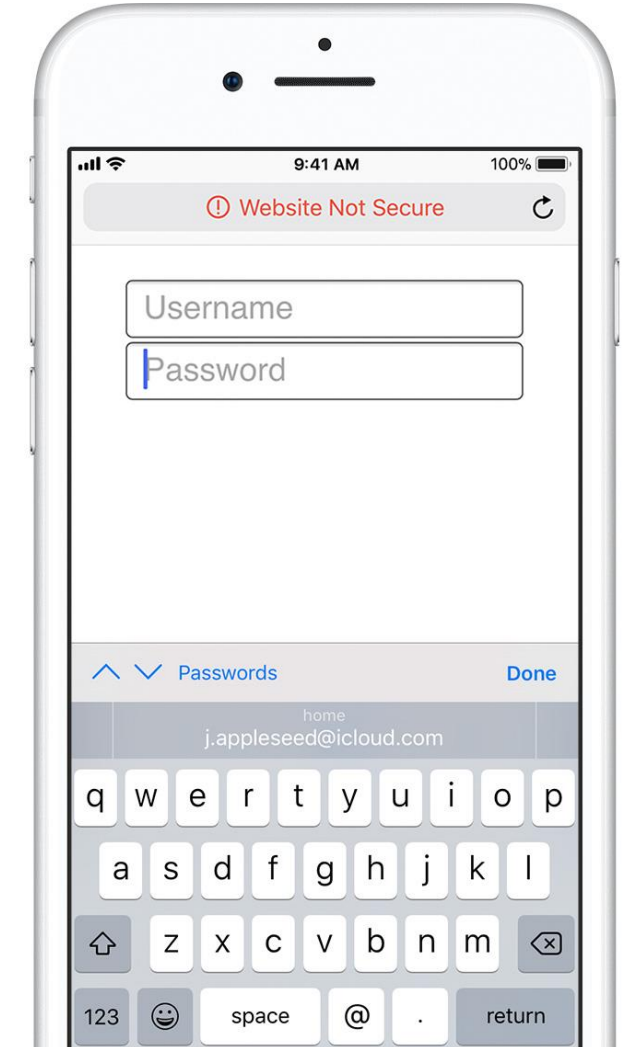 9:41 AM 100%
Website Not Secure
Username
Password
Passwords Done
home
j.appleseed@icloud.com
q w e r t y u i o p
a s d f g h j k l
z x c v b n m
123 space @ . return